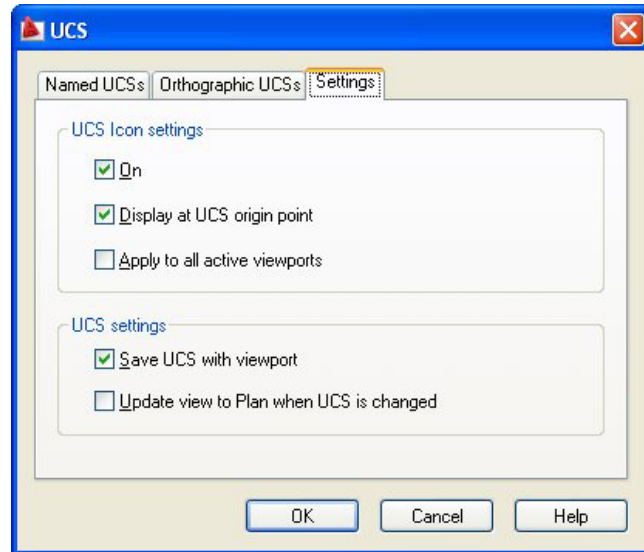 UCS
Named UCSs Orthographic UCSs Settings
UCS Icon settings
On
Display at UCS origin point
Apply to all active viewports
UCS settings
Save UCS with viewport
Update view to Plan when UCS is changed
OK Cancel Help